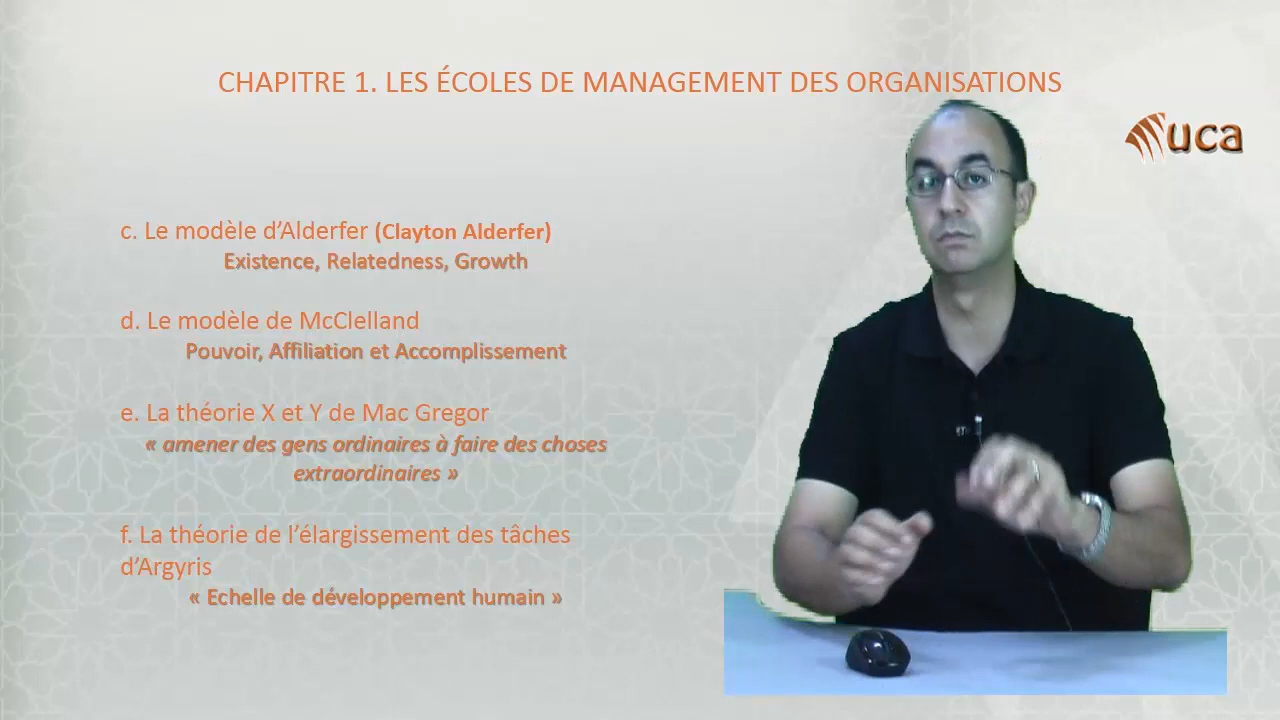 CHAPITRE 1. LES ÉCOLES DE MANAGEMENT DES ORGANISATIONS
uca
c. Le modèle d’Alderfer (Clayton Alderfer)
Existence, Relatedness, Growth
d. Le modèle de McClelland
Pouvoir, Affiliation et Accomplissement
e. La théorie X et Y de Mac Gregor
« amener des gens ordinaires à faire des choses
extraordinaires »
f. La théorie de l’élargissement des tâches
d’Argyris
« Echelle de développement humain »